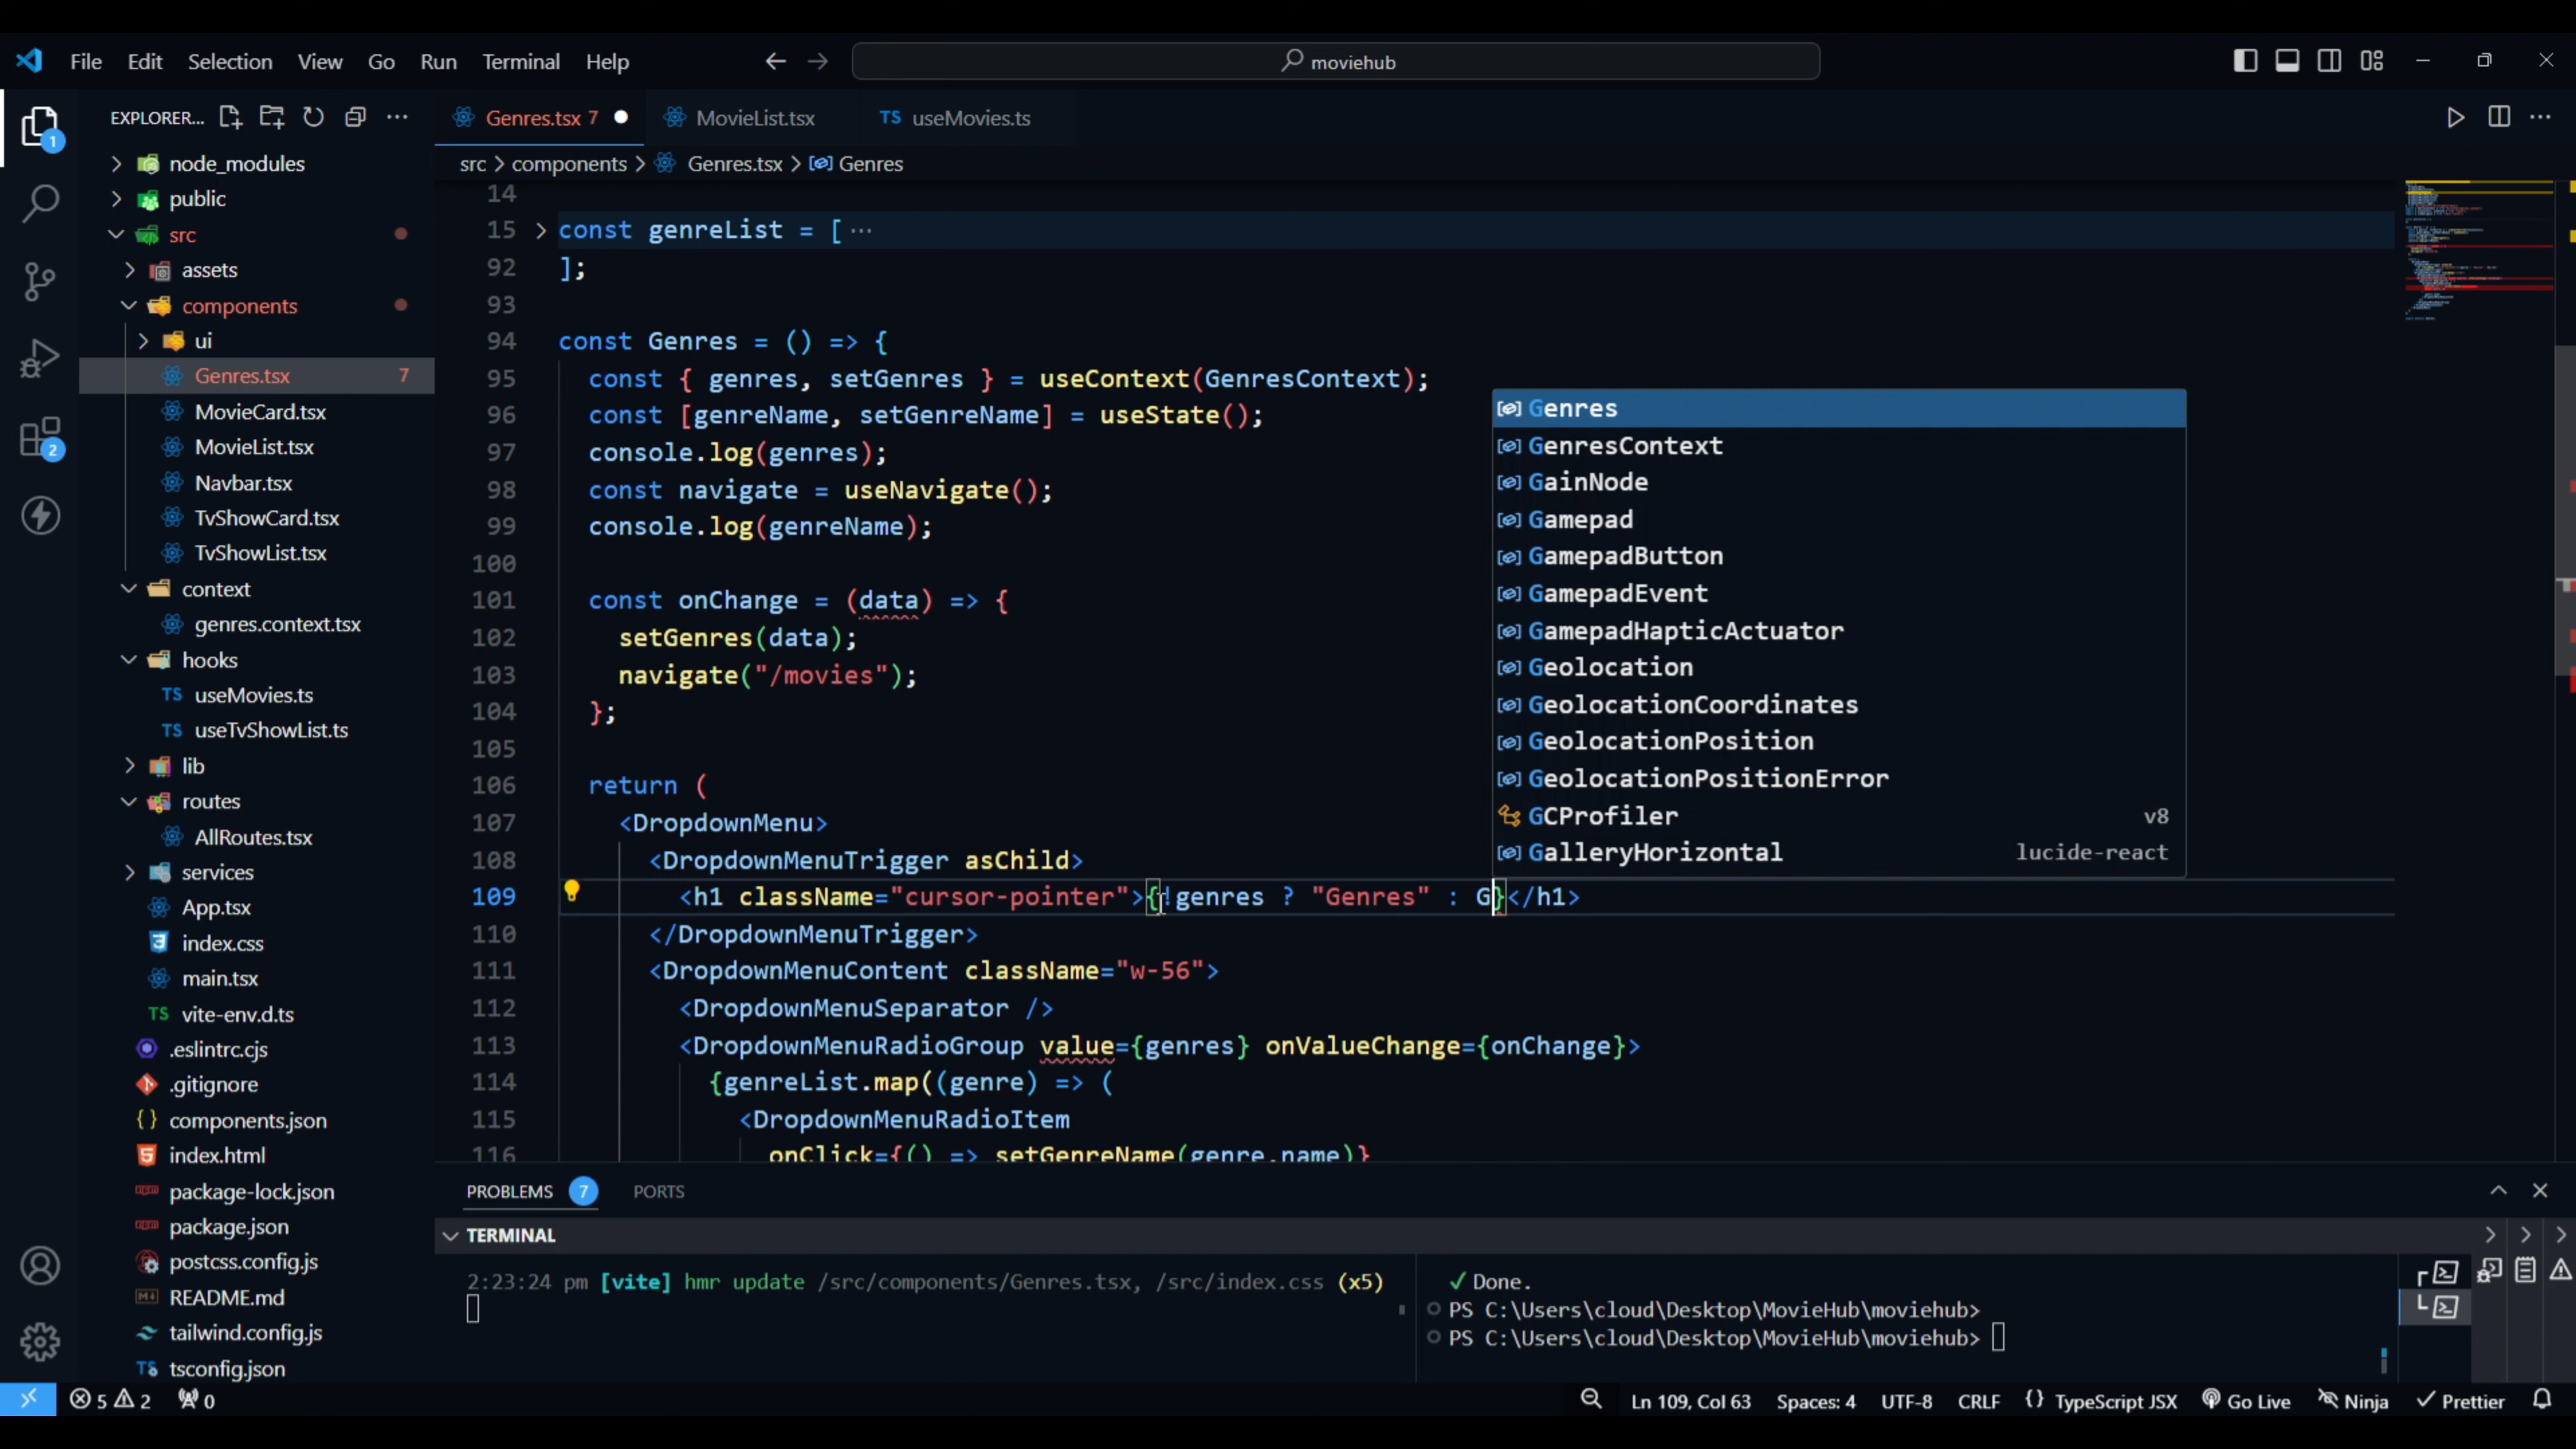 File Edit Selection View Go Run Terminal Help
moviehub
EXPLORER...
Genres.tsx 7
MovieList.tsx
TS useMovies.ts
src > components > Genres.tsx > Genres
1
2
node_modules
public
src
assets
components
ui
Genres.tsx 7
MovieCard.tsx
MovieList.tsx
Navbar.tsx
TvShowCard.tsx
TvShowList.tsx
context
genres.context.tsx
hooks
TS useMovies.ts
TS useTvShowList.ts
lib
routes
AllRoutes.tsx
services
App.tsx
index.css
main.tsx
TS vite-env.d.ts
.eslintrc.cjs
.gitignore
{} components.json
index.html
package-lock.json
package.json
postcss.config.js
README.md
tailwind.config.js
tsconfig.json
14
15 const genreList = [ ···
92 ];
93
94 const Genres = () => {
95 const { genres, setGenres } = useContext(GenresContext);
96 const [genreName, setGenreName] = useState();
97 console.log(genres);
98 const navigate = useNavigate();
99 console.log(genreName);
100
101 const onChange = (data) => {
102 setGenres(data);
103 navigate("/movies");
104 };
105
106 return (
107 <DropdownMenu>
108 <DropdownMenuTrigger asChild>
109 <h1 className="cursor-pointer">{!genres ? "Genres" : G}</h1>
110 </DropdownMenuTrigger>
111 <DropdownMenuContent className="w-56">
112 <DropdownMenuSeparator />
113 <DropdownMenuRadioGroup value={genres} onValueChange={onChange}>
114 {genreList.map((genre) => (
115 <DropdownMenuRadioItem
116 onClick={() => setGenreName(genre.name)}
Genres
GenresContext
GainNode
Gamepad
GamepadButton
GamepadEvent
GamepadHapticActuator
Geolocation
GeolocationCoordinates
GeolocationPosition
GeolocationPositionError
GCProfiler v8
GalleryHorizontal lucide-react
PROBLEMS 7 PORTS
TERMINAL
2:23:24 pm [vite] hmr update /src/components/Genres.tsx, /src/index.css (x5)
✓ Done.
PS C:\Users\cloud\Desktop\MovieHub\moviehub>
PS C:\Users\cloud\Desktop\MovieHub\moviehub>
5 2 0
Ln 109, Col 63 Spaces: 4 UTF-8 CRLF {} TypeScript JSX Go Live Ninja Prettier